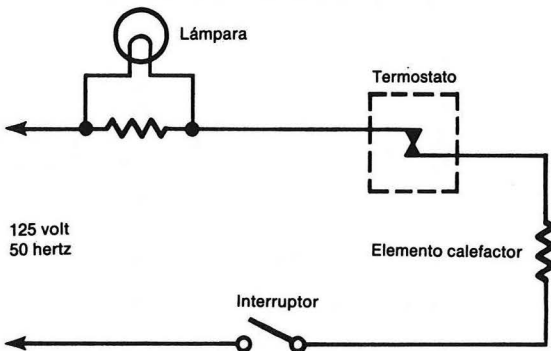 Lámpara
Termostato
125 volt
50 hertz
Elemento calefactor
Interruptor